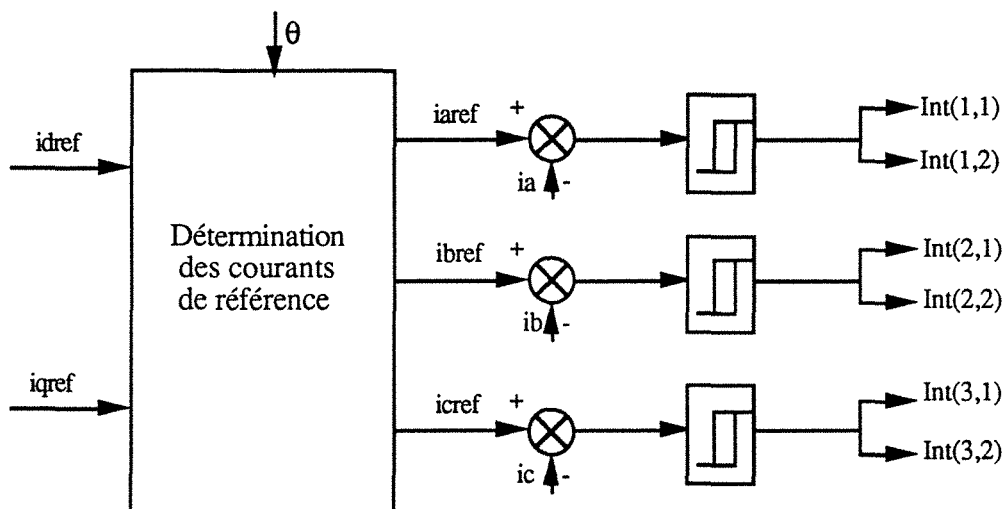 θ
idref
iqref
Détermination
des courants
de référence
iaref
+
ia
-
Int(1,1)
Int(1,2)
ibref
+
ib
-
Int(2,1)
Int(2,2)
icref
+
ic
-
Int(3,1)
Int(3,2)